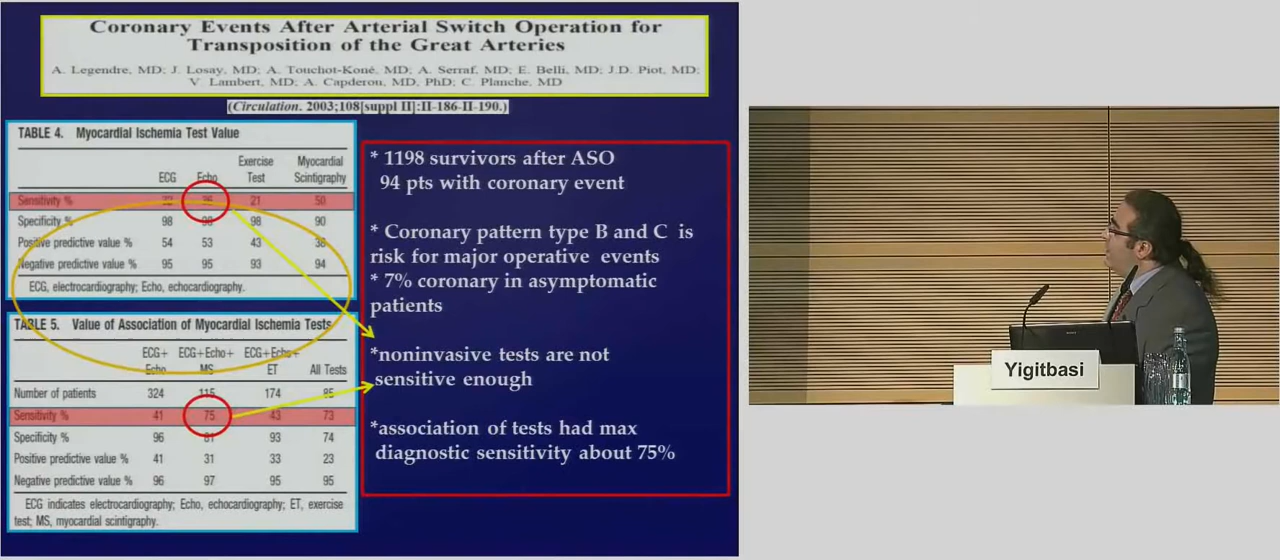 Coronary Events After Arterial Switch Operation for
Transposition of the Great Arteries
A. Legendre, MD; J. Losay, MD; A. Touchot-Koné, MD; A. Serraf, MD; E. Belli, MD; J.D. Piot, MD;
V. Lambert, MD; A. Capderou, MD, PhD; C. Planche, MD
(Circulation. 2003;108[suppl II]:II-186-II-190.)
TABLE 4. Myocardial Ischemia Test Value
Exercise Myocardial
ECG Echo Test Scintigraphy
Sensitivity % 21 50
Specificity % 98 98 98 90
Positive predictive value % 54 53 43 38
Negative predictive value % 95 95 93 94
ECG, electrocardiography; Echo, echocardiography.
TABLE 5. Value of Association of Myocardial Ischemia Tests
ECG+ ECG+Echo+ ECG+Echo+
Echo MS ET All Tests
Number of patients 324 115 174 85
Sensitivity % 41 75 43 73
Specificity % 96 81 93 74
Positive predictive value % 41 31 33 23
Negative predictive value % 96 97 95 95
ECG indicates electrocardiography; Echo, echocardiography; ET, exercise
test; MS, myocardial scintigraphy.
* 1198 survivors after ASO
94 pts with coronary event
* Coronary pattern type B and C is
risk for major operative events
* 7% coronary in asymptomatic
patients
*noninvasive tests are not
sensitive enough
*association of tests had max
diagnostic sensitivity about 75%
Yigitbasi